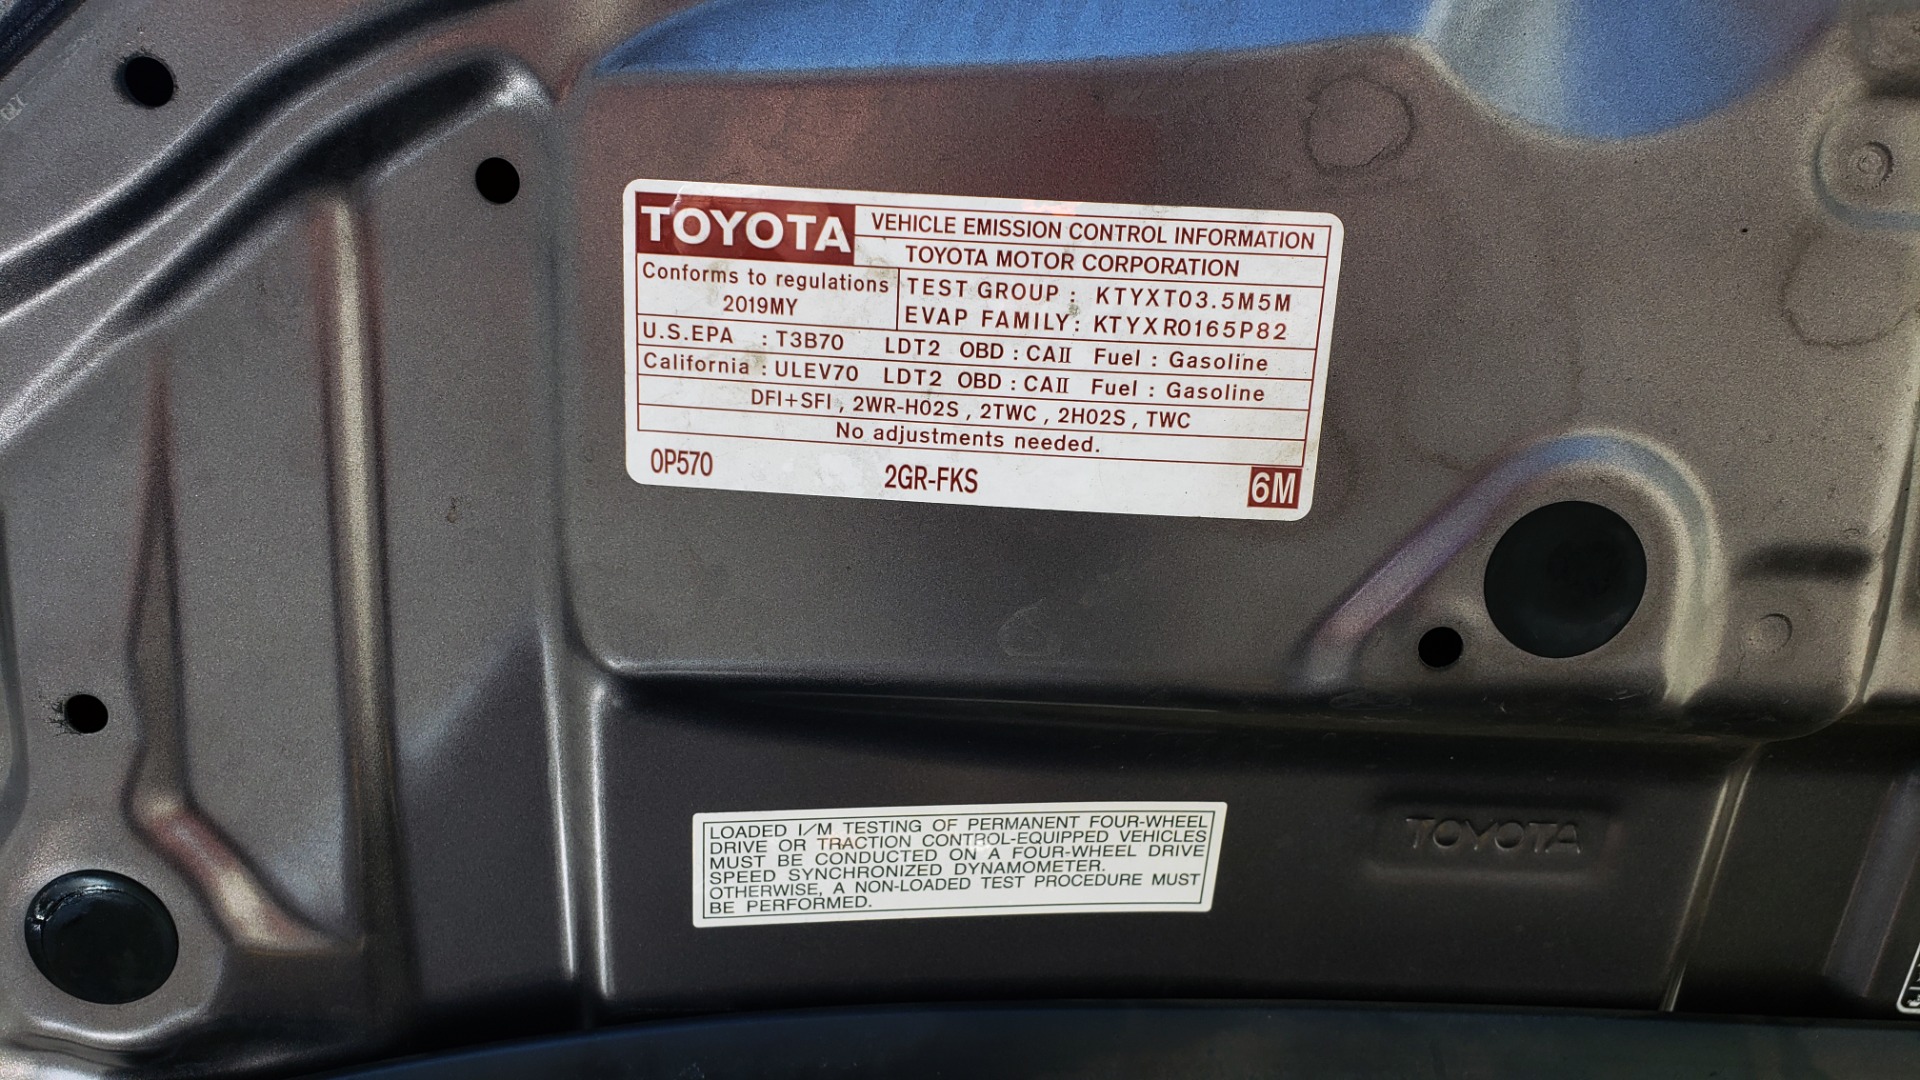 TOYOTA
VEHICLE EMISSION CONTROL INFORMATION
TOYOTA MOTOR CORPORATION
Conforms to regulations
2019MY
TEST GROUP : KTYXT03.5M5M
EVAP FAMILY: KTYXR0165P82
U.S.EPA : T3B70 LDT2 OBD : CAII Fuel : Gasoline
California : ULEV70 LDT2 OBD : CAII Fuel : Gasoline
DFI+SFI , 2WR-HO2S , 2TWC , 2HO2S , TWC
No adjustments needed.
0P570 2GR-FKS 6M
LOADED I/M TESTING OF PERMANENT FOUR-WHEEL
DRIVE OR TRACTION CONTROL-EQUIPPED VEHICLES
MUST BE CONDUCTED ON A FOUR-WHEEL DRIVE
SPEED SYNCHRONIZED DYNAMOMETER.
OTHERWISE, A NON-LOADED TEST PROCEDURE MUST
BE PERFORMED.
TOYOTA